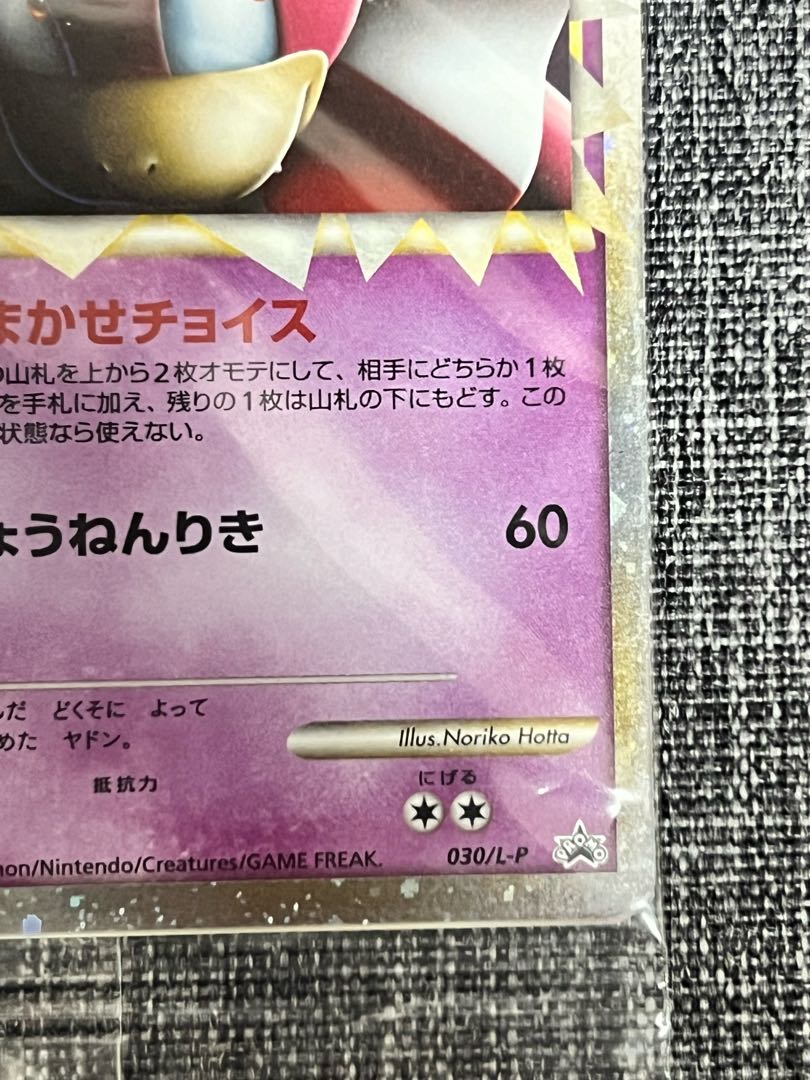 まかせチョイス
の山札を上から2枚オモテにして、相手にどちらか1枚
を手札に加え、残りの1枚は山札の下にもどす。この
状態なら使えない。
ょうねんりき 60
んだ どくそに よって
めた ヤドン。
Illus. Noriko Hotta
抵抗力
にげる
mon/Nintendo/Creatures/GAME FREAK.
030/L-P
PROMO